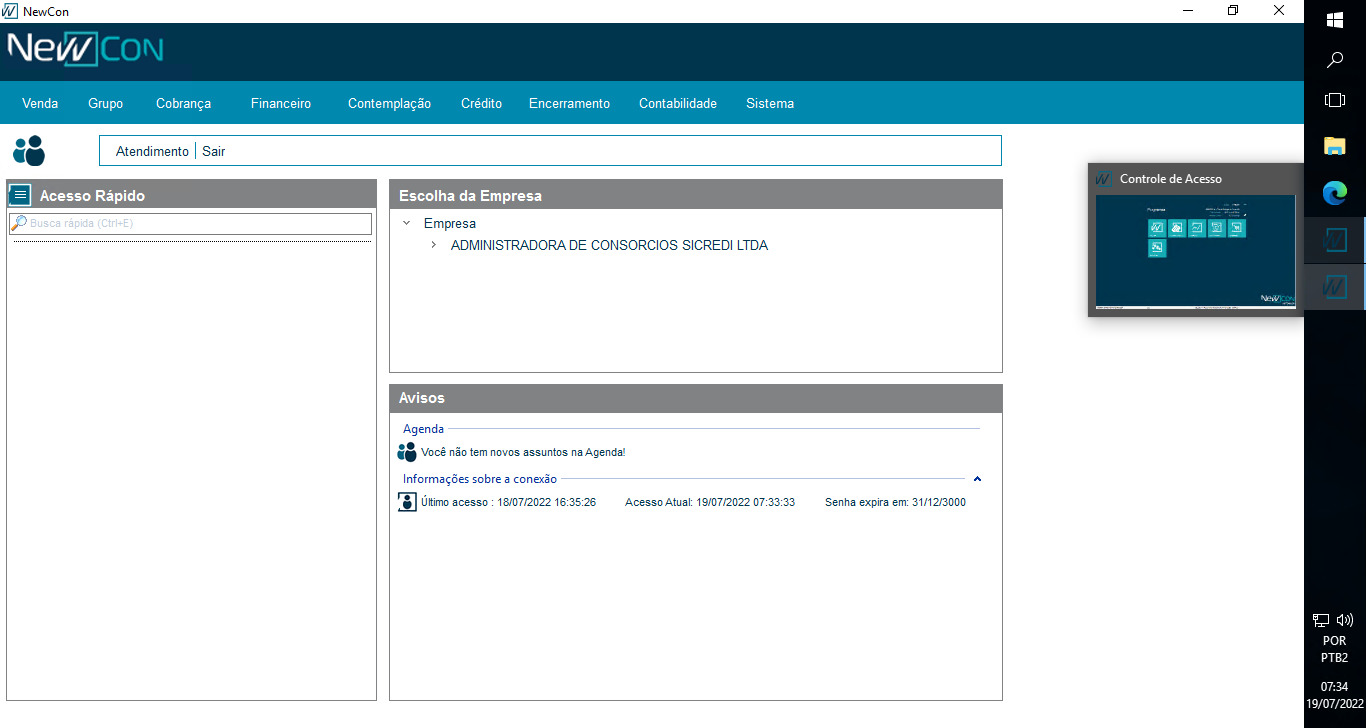 NewCon
NewCon
Venda Grupo Cobrança Financeiro Contemplação Crédito Encerramento Contabilidade Sistema
Atendimento Sair
Acesso Rápido
Busca rápida (Ctrl+E)
Escolha da Empresa
Empresa
ADMINISTRADORA DE CONSORCIOS SICREDI LTDA
Controle de Acesso
Programas
NewCon
Avisos
Agenda
Você não tem novos assuntos na Agenda!
Informações sobre a conexão
Último acesso : 18/07/2022 16:35:26 Acesso Atual: 19/07/2022 07:33:33 Senha expira em: 31/12/3000
POR
PTB2
07:34
19/07/2022